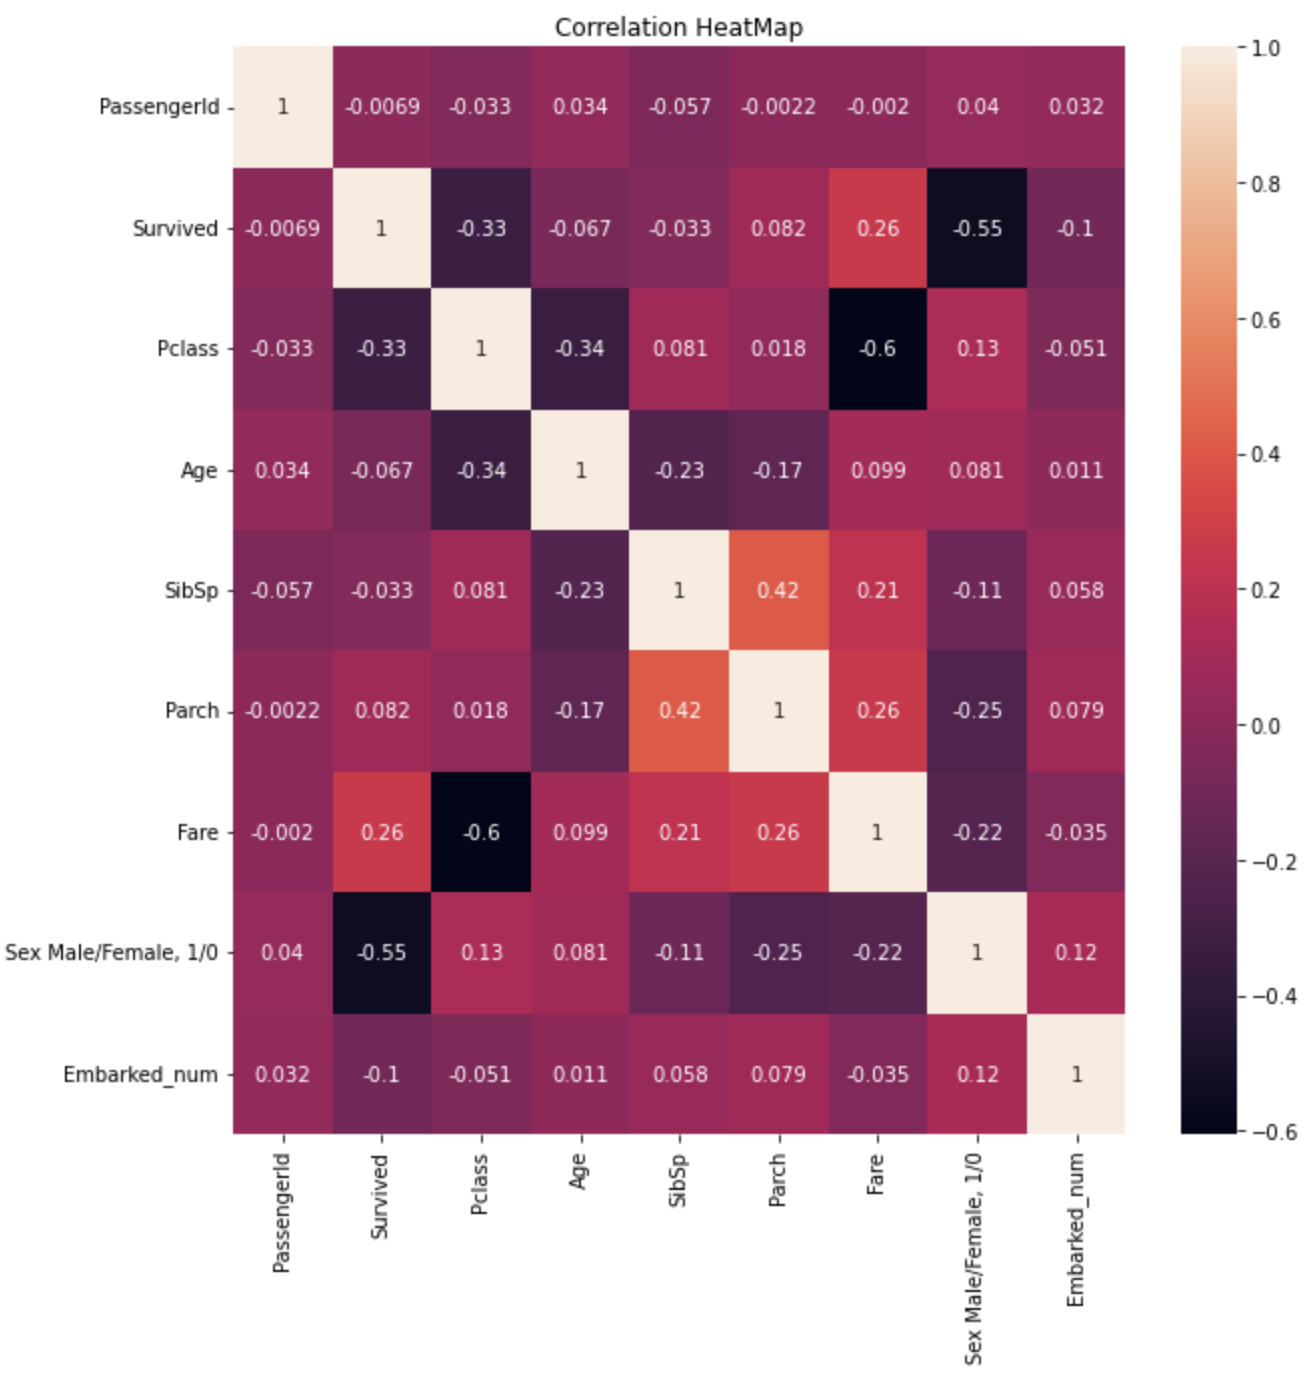 Correlation HeatMap
PassengerId 1 -0.0069 -0.033 0.034 -0.057 -0.0022 -0.002 0.04 0.032
Survived -0.0069 1 -0.33 -0.067 -0.033 0.082 0.26 -0.55 -0.1
Pclass -0.033 -0.33 1 -0.34 0.081 0.018 -0.6 0.13 -0.051
Age 0.034 -0.067 -0.34 1 -0.23 -0.17 0.099 0.081 0.011
SibSp -0.057 -0.033 0.081 -0.23 1 0.42 0.21 -0.11 0.058
Parch -0.0022 0.082 0.018 -0.17 0.42 1 0.26 -0.25 0.079
Fare -0.002 0.26 -0.6 0.099 0.21 0.26 1 -0.22 -0.035
Sex Male/Female, 1/0 0.04 -0.55 0.13 0.081 -0.11 -0.25 -0.22 1 0.12
Embarked_num 0.032 -0.1 -0.051 0.011 0.058 0.079 -0.035 0.12 1
PassengerId
Survived
Pclass
Age
SibSp
Parch
Fare
Sex Male/Female, 1/0
Embarked_num
1.0
0.8
0.6
0.4
0.2
0.0
−0.2
−0.4
−0.6